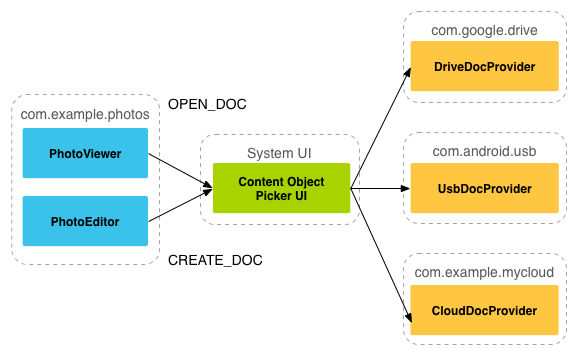 com.example.photos
PhotoViewer
PhotoEditor
OPEN_DOC
CREATE_DOC
System UI
Content Object
Picker UI
com.google.drive
DriveDocProvider
com.android.usb
UsbDocProvider
com.example.mycloud
CloudDocProvider